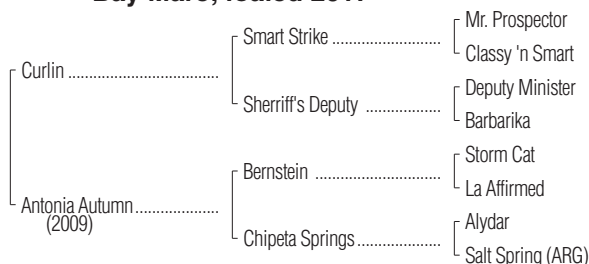 Mr. Prospector
Smart Strike
Classy 'n Smart
Curlin
Deputy Minister
Sherriff's Deputy
Barbarika
Storm Cat
Bernstein
La Affirmed
Antonia Autumn
(2009)
Alydar
Chipeta Springs
Salt Spring (ARG)